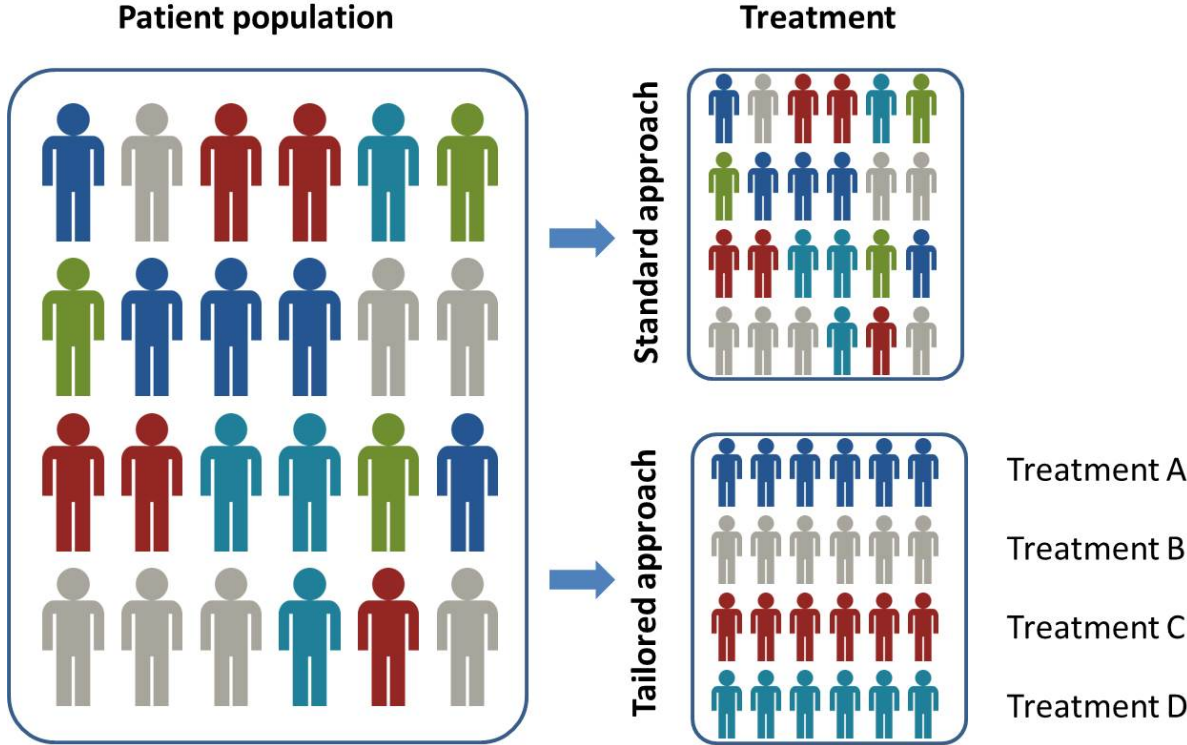 Patient population
Treatment
Standard approach
Tailored approach
Treatment A
Treatment B
Treatment C
Treatment D